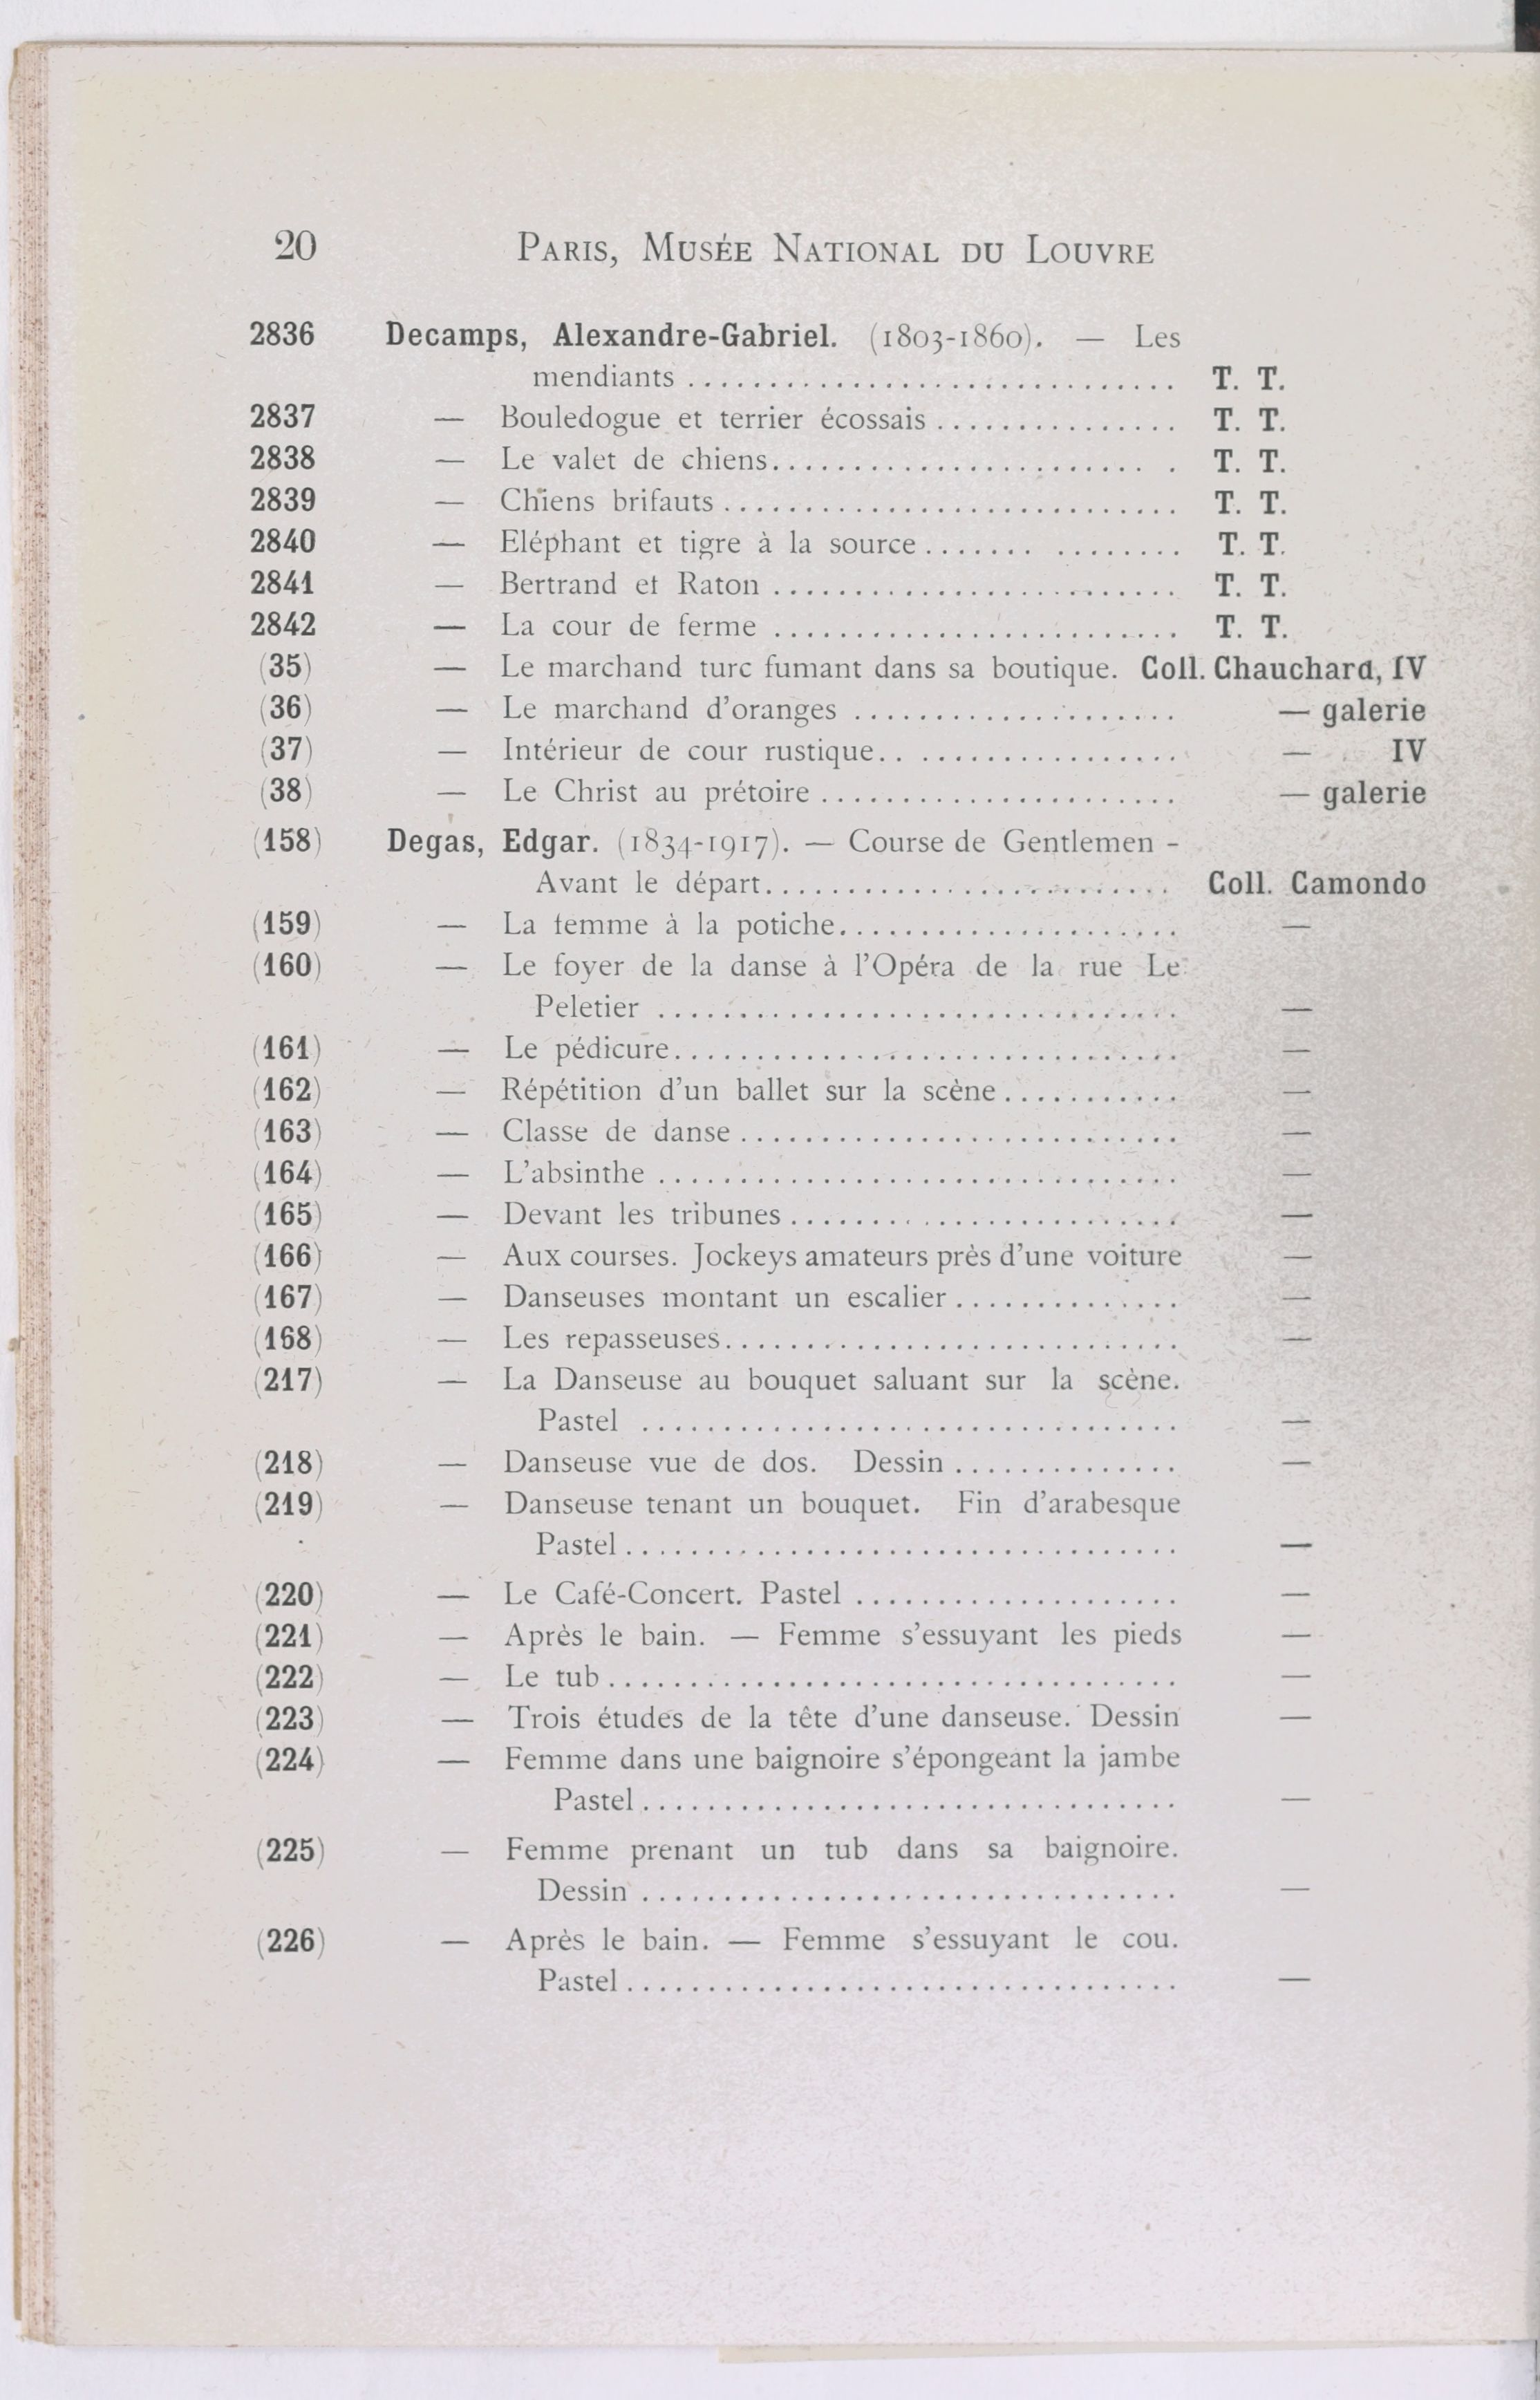 20 PARIS, MUSÉE NATIONAL DU LOUVRE
2836 Decamps, Alexandre-Gabriel. (1803-1860). — Les
mendiants .............................. T. T.
2837 — Bouledogue et terrier écossais ............... T. T.
2838 — Le valet de chiens....................... . T. T.
2839 — Chiens brifauts ............................ T. T.
2840 — Eléphant et tigre à la source....... ........ T. T.
2841 — Bertrand et Raton ......................... T. T.
2842 — La cour de ferme ......................... T. T.
(35) — Le marchand turc fumant dans sa boutique. Coll. Chauchard, IV
(36) — Le marchand d'oranges .................... — galerie
(37) — Intérieur de cour rustique.. ................ — IV
(38) — Le Christ au prétoire ...................... — galerie
(158) Degas, Edgar. (1834-1917). — Course de Gentlemen -
Avant le départ......................... Coll. Camondo
(159) — La femme à la potiche..................... —
(160) — Le foyer de la danse à l'Opéra de la rue Le
Peletier ................................ —
(161) — Le pédicure............................... —
(162) — Répétition d'un ballet sur la scène........... —
(163) — Classe de danse ........................... —
(164) — L'absinthe ................................ —
(165) — Devant les tribunes ........................ —
(166) — Aux courses. Jockeys amateurs près d'une voiture —
(167) — Danseuses montant un escalier .............. —
(168) — Les repasseuses............................ —
(217) — La Danseuse au bouquet saluant sur la scène.
Pastel ................................. —
(218) — Danseuse vue de dos. Dessin .............. —
(219) — Danseuse tenant un bouquet. Fin d'arabesque
Pastel .................................. —
(220) — Le Café-Concert. Pastel .................... —
(221) — Après le bain. — Femme s'essuyant les pieds —
(222) — Le tub ................................... —
(223) — Trois études de la tête d'une danseuse. Dessin —
(224) — Femme dans une baignoire s'épongeant la jambe
Pastel ................................. —
(225) — Femme prenant un tub dans sa baignoire.
Dessin ................................. —
(226) — Après le bain. — Femme s'essuyant le cou.
Pastel .................................. —